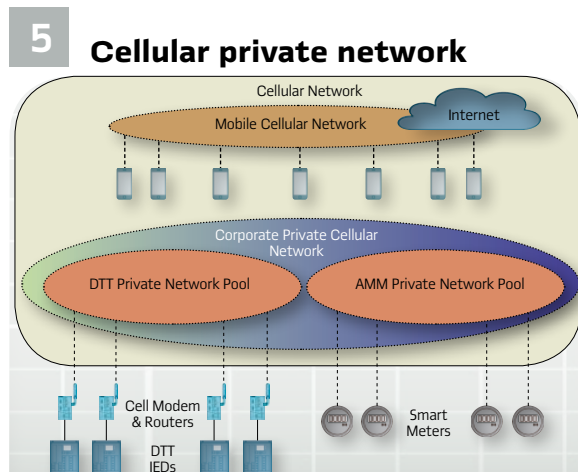 5
Cellular private network
Cellular Network
Internet
Mobile Cellular Network
Corporate Private Cellular
Network
DTT Private Network Pool
AMM Private Network Pool
Cell Modem
& Routers
Smart
Meters
DTT
IEDs